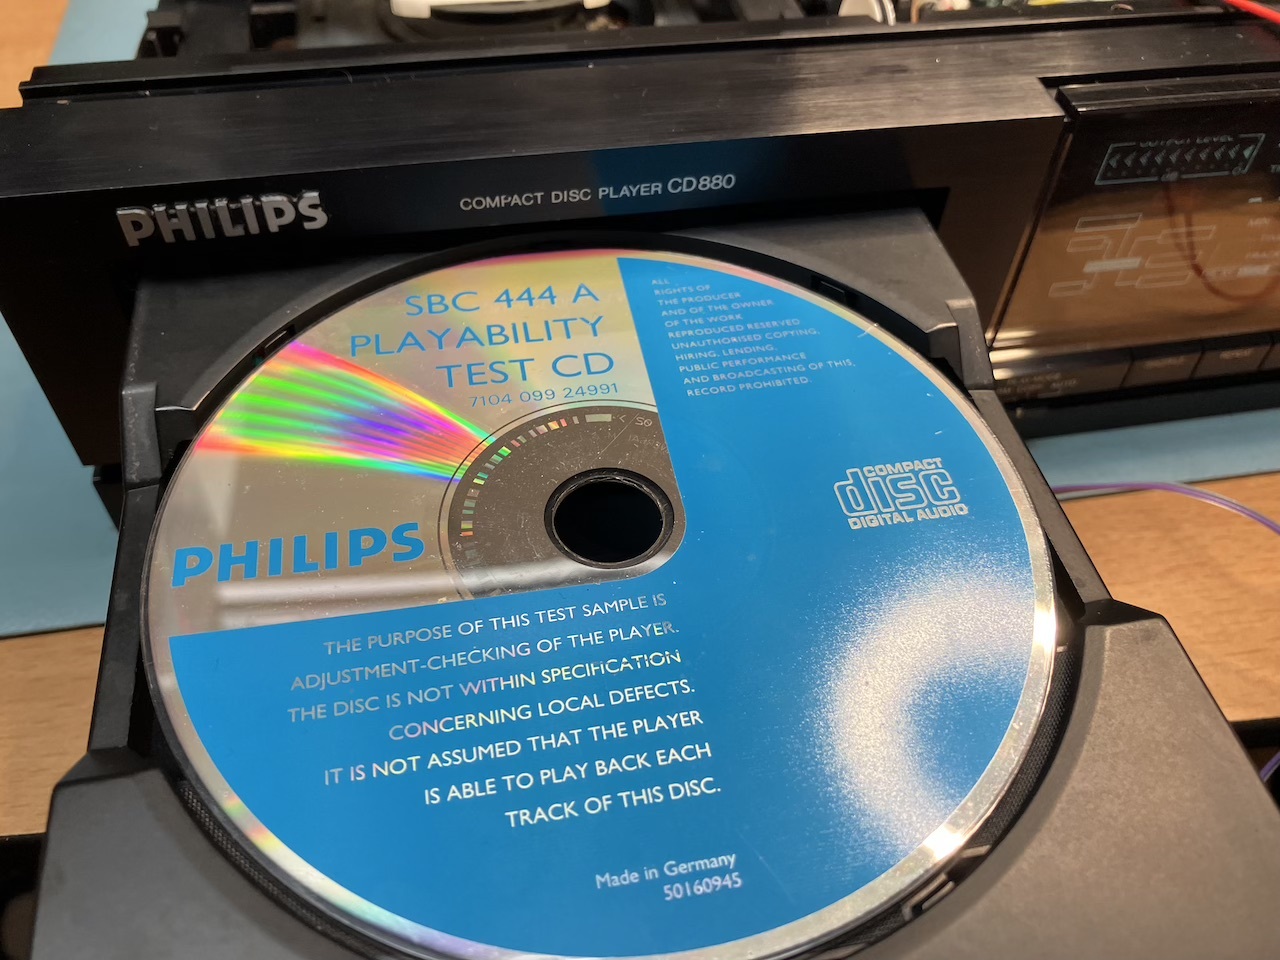 PHILIPS
COMPACT DISC PLAYER CD880
OUTPUT LEVEL
dB
SBC 444 A
PLAYABILITY
TEST CD
7104 099 24991
ALL
RIGHTS OF
THE PRODUCER
AND OF THE OWNER
OF THE WORK
REPRODUCED RESERVED.
UNAUTHORISED COPYING,
HIRING, LENDING,
PUBLIC PERFORMANCE
AND BROADCASTING OF THIS
RECORD PROHIBITED.
COMPACT
disc
DIGITAL AUDIO
PHILIPS
THE PURPOSE OF THIS TEST SAMPLE IS
ADJUSTMENT-CHECKING OF THE PLAYER.
THE DISC IS NOT WITHIN SPECIFICATION
CONCERNING LOCAL DEFECTS.
IT IS NOT ASSUMED THAT THE PLAYER
IS ABLE TO PLAY BACK EACH
TRACK OF THIS DISC.
Made in Germany
50160945